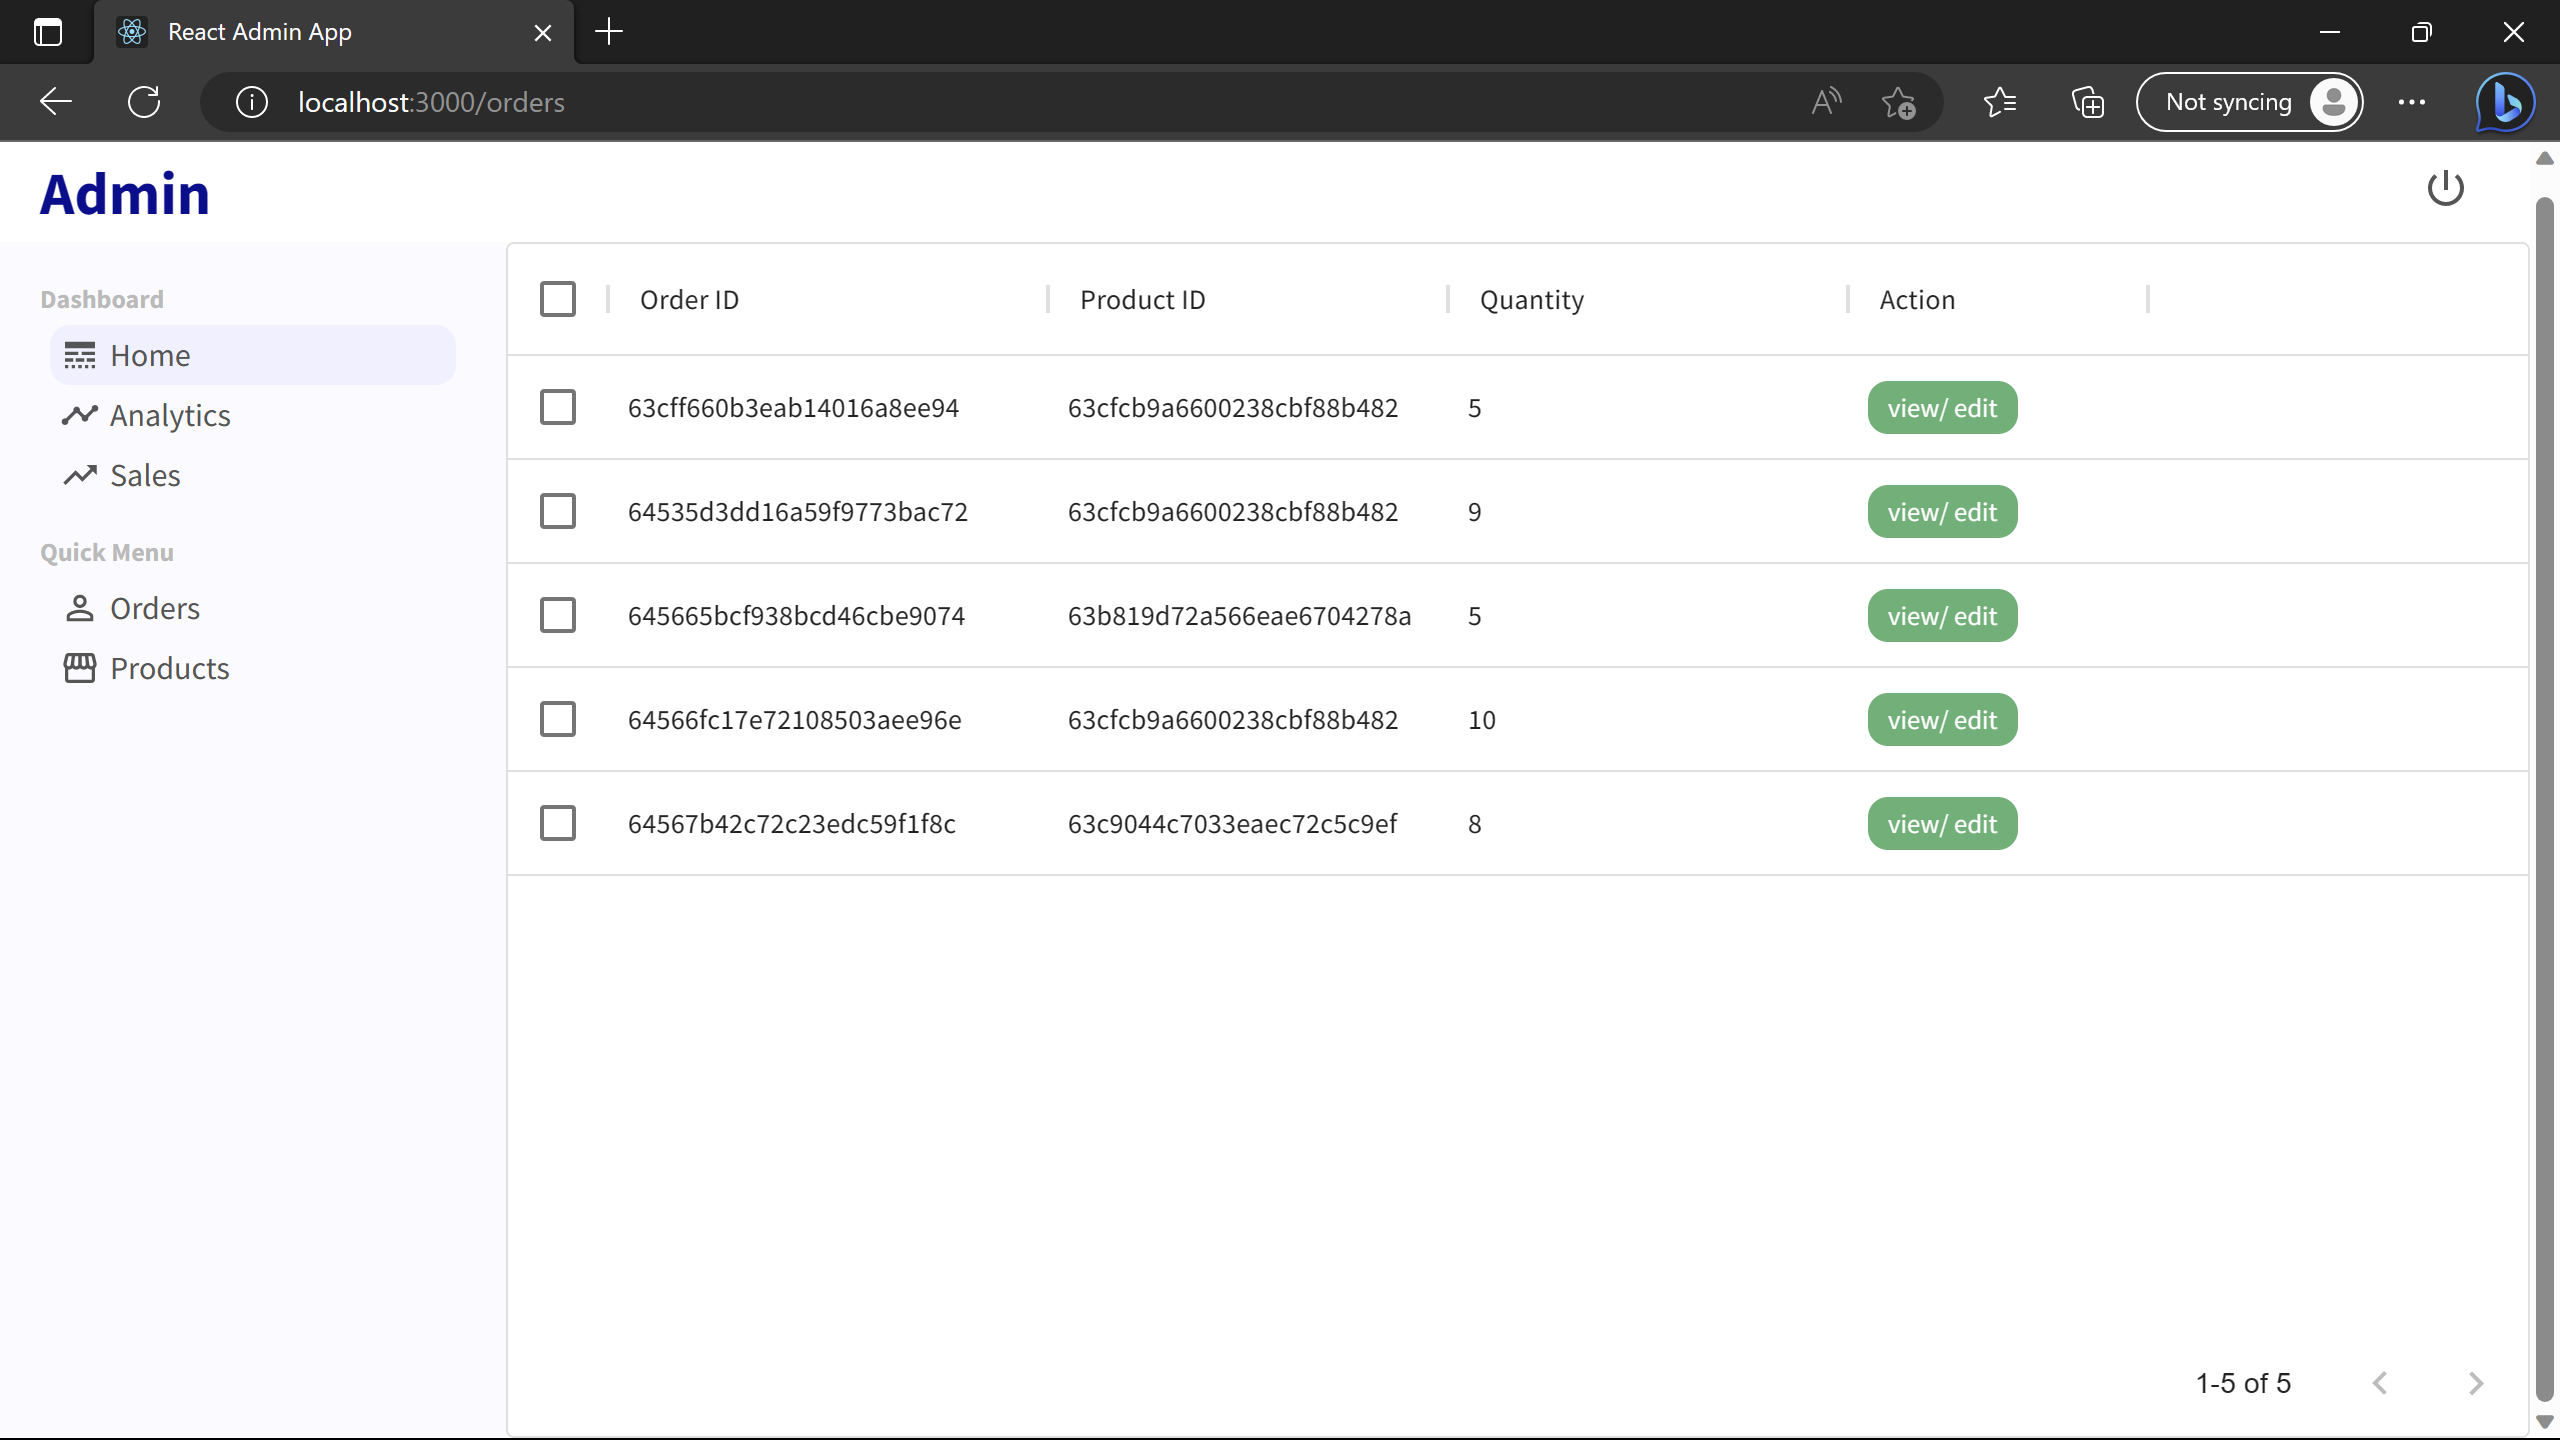 React Admin App
localhost:3000/orders
Not syncing
Admin
Dashboard
Home
Analytics
Sales
Quick Menu
Orders
Products
Order ID Product ID Quantity Action
63cff660b3eab14016a8ee94 63cfcb9a6600238cbf88b482 5 view/ edit
64535d3dd16a59f9773bac72 63cfcb9a6600238cbf88b482 9 view/ edit
645665bcf938bcd46cbe9074 63b819d72a566eae6704278a 5 view/ edit
64566fc17e72108503aee96e 63cfcb9a6600238cbf88b482 10 view/ edit
64567b42c72c23edc59f1f8c 63c9044c7033eaec72c5c9ef 8 view/ edit
1-5 of 5